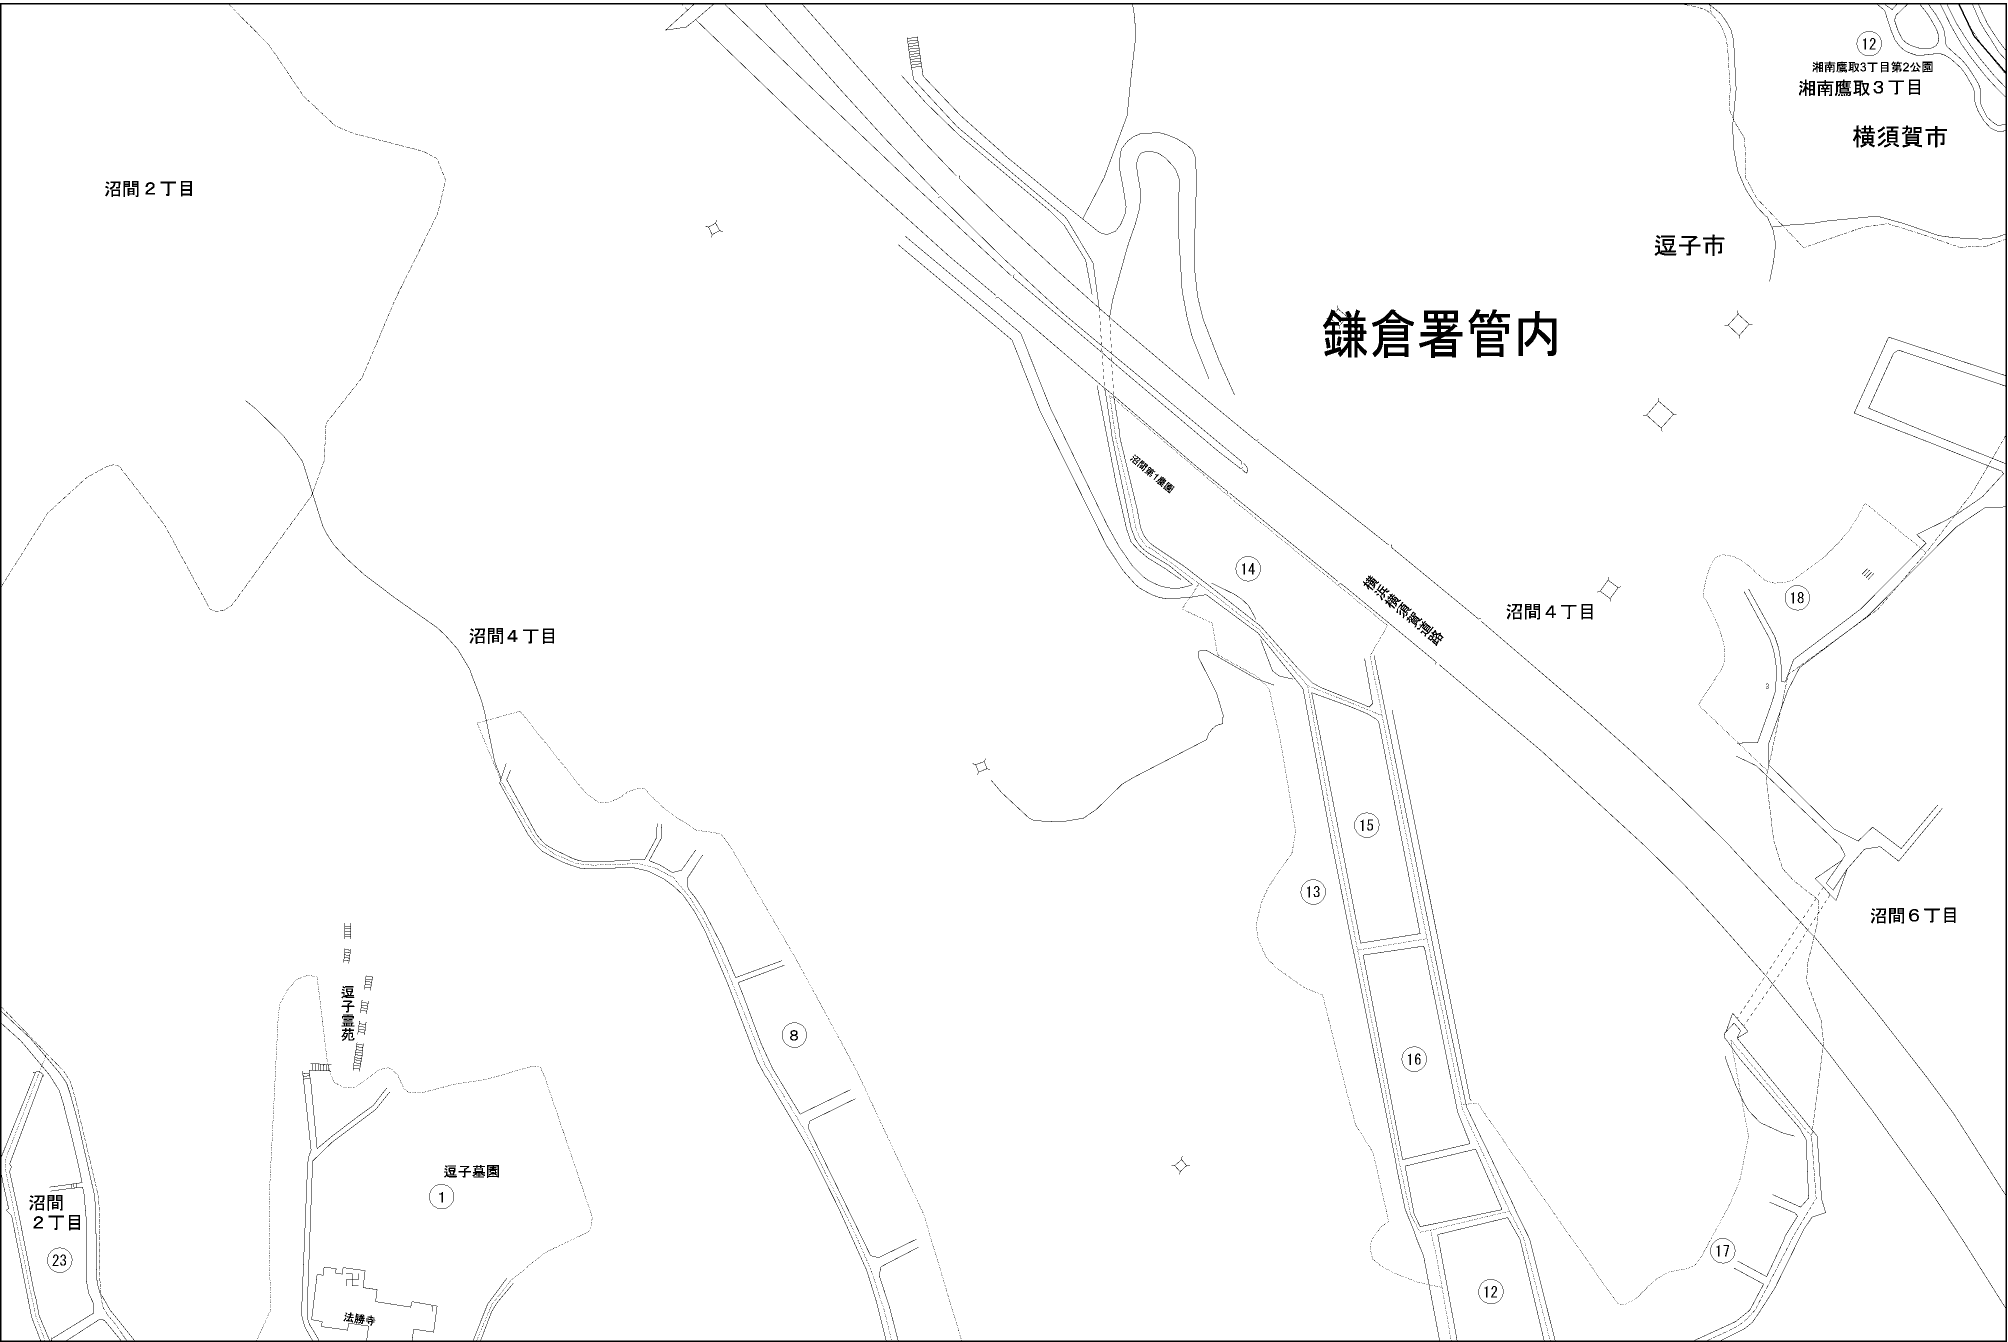 12
湘南鷹取3丁目第2公園
湘南鷹取３丁目
横須賀市
沼間２丁目
逗子市
鎌倉署管内
沼間第1農園
14
横浜横須賀道路
沼間４丁目
18
沼間４丁目
3
15
13
沼間６丁目
逗子霊苑
8
16
逗子墓園
1
沼間
２丁目
23
17
12
法勝寺